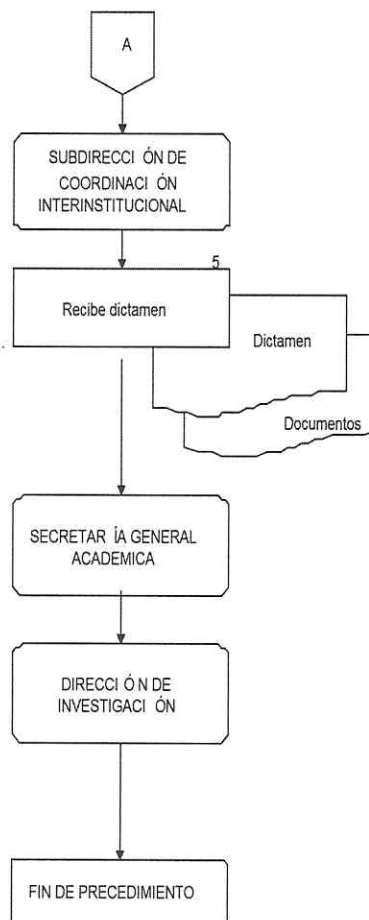 A
SUBDIRECCI ÓN DE
COORDINACI ÓN
INTERINSTITUCIONAL
5
Recibe dictamen
Dictamen
Documentos
SECRETAR ÍA GENERAL
ACADEMICA
DIRECCI Ó N DE
INVESTIGACI ÓN
FIN DE PRECEDIMIENTO